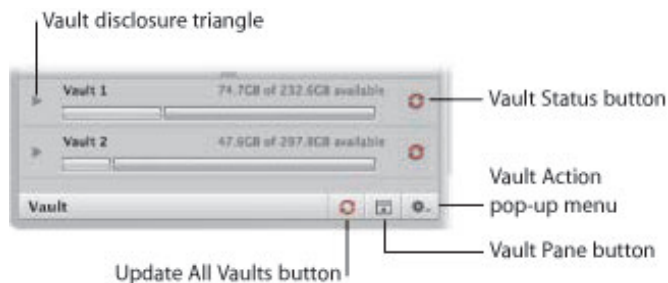 Vault disclosure triangle
Vault 1 74.7GB of 232.6GB available
Vault Status button
Vault 2 47.6GB of 297.8GB available
Vault Action
pop-up menu
Vault
Vault Pane button
Update All Vaults button